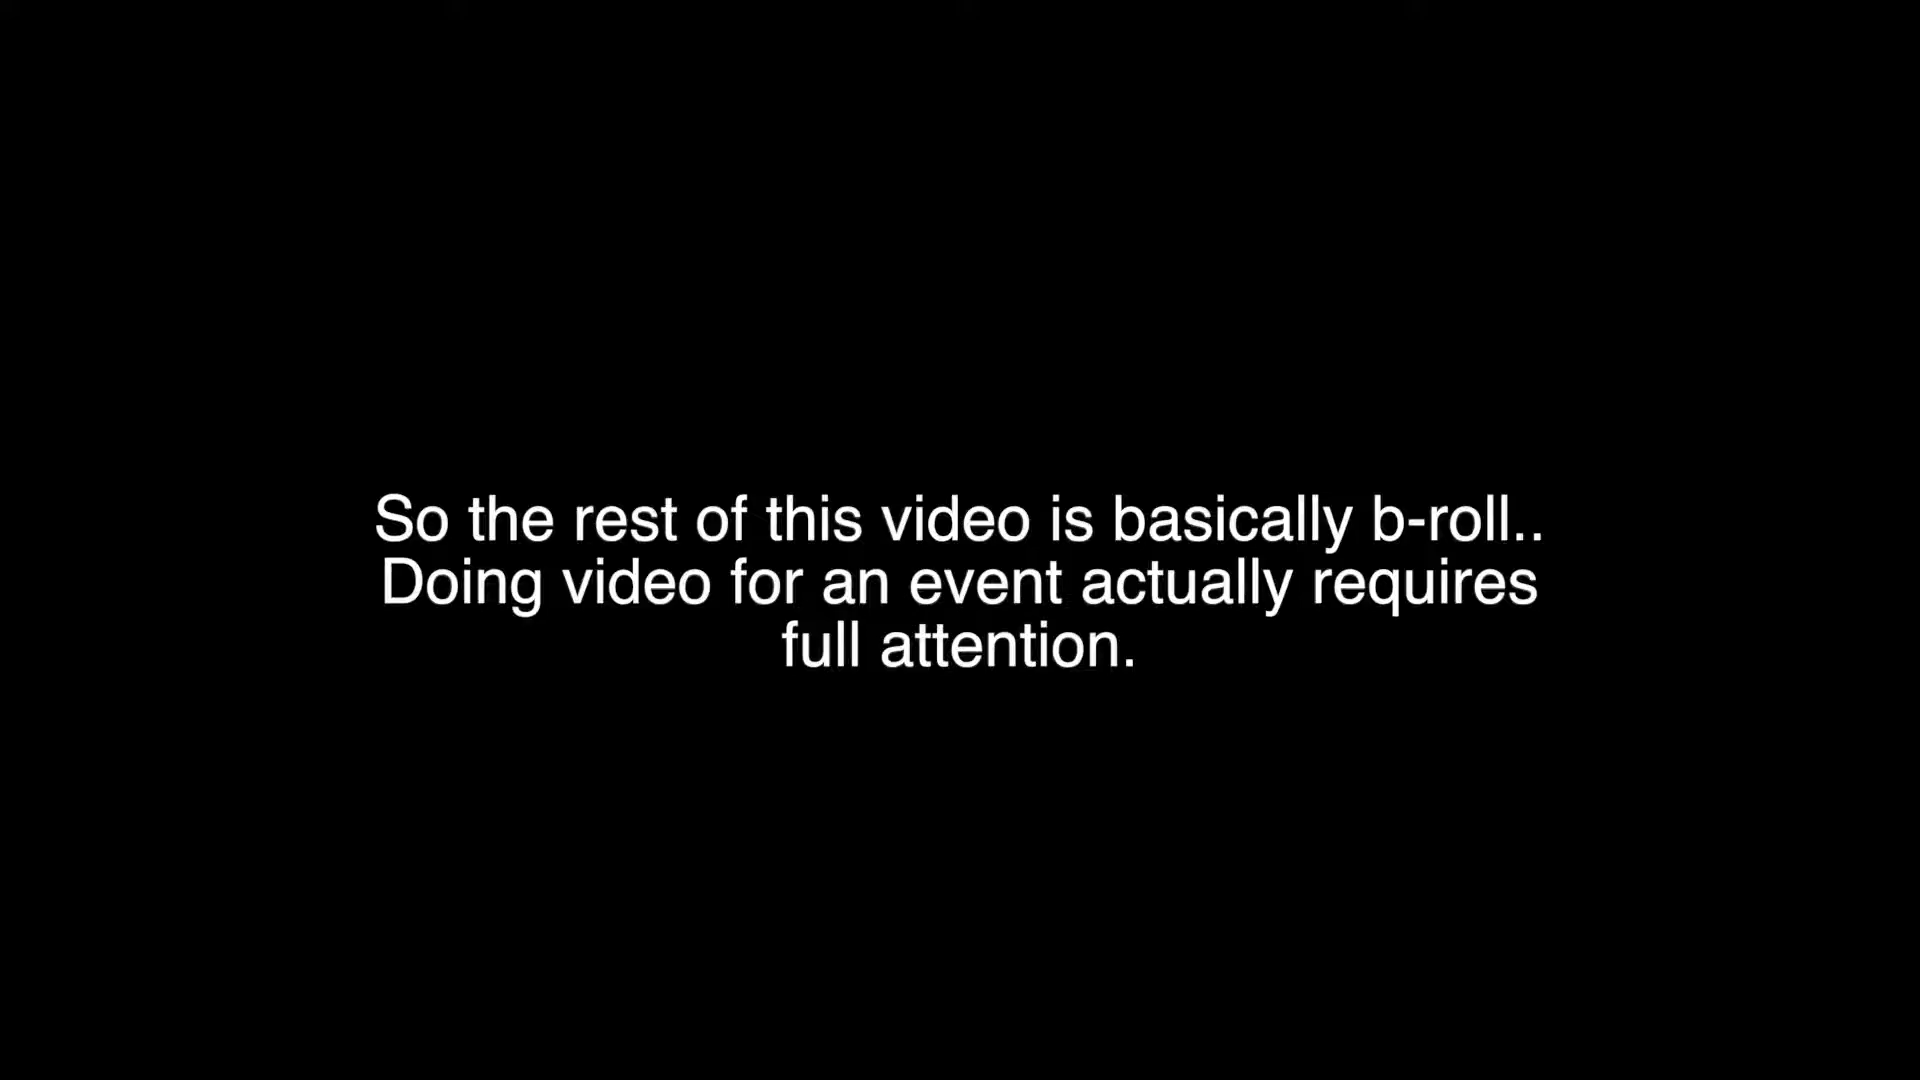 So the rest of this video is basically b-roll..
Doing video for an event actually requires
full attention.